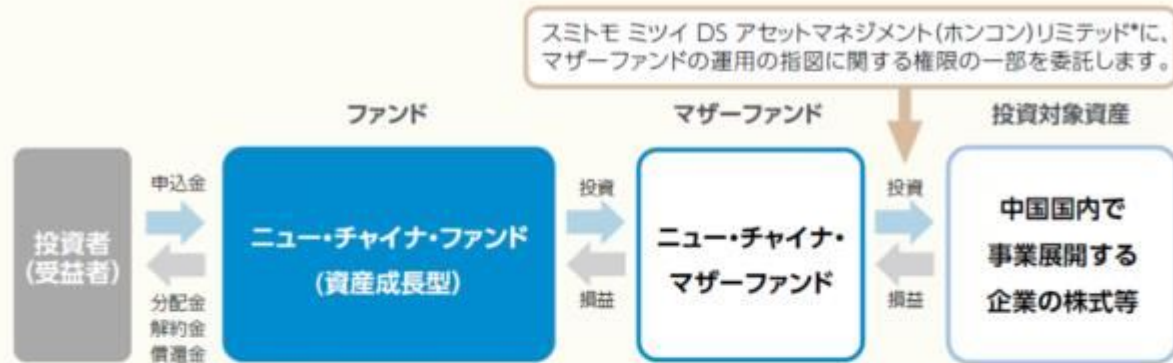 スミトモ ミツイ DS アセットマネジメント(ホンコン)リミテッド*に、
マザーファンドの運用の指図に関する権限の一部を委託します。
ファンド
マザーファンド
投資対象資産
投資者
(受益者)
申込金
分配金
解約金
償還金
ニュー・チャイナ・ファンド
(資産成長型)
投資
損益
ニュー・チャイナ・
マザーファンド
投資
損益
中国国内で
事業展開する
企業の株式等